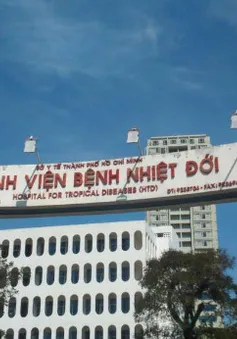 SỞ Y TẾ THÀNH PHỐ HỒ CHÍ MINH
NH VIỆN BỆNH NHIỆT ĐỚI
HOSPITAL FOR TROPICAL DISEASES (HTD)